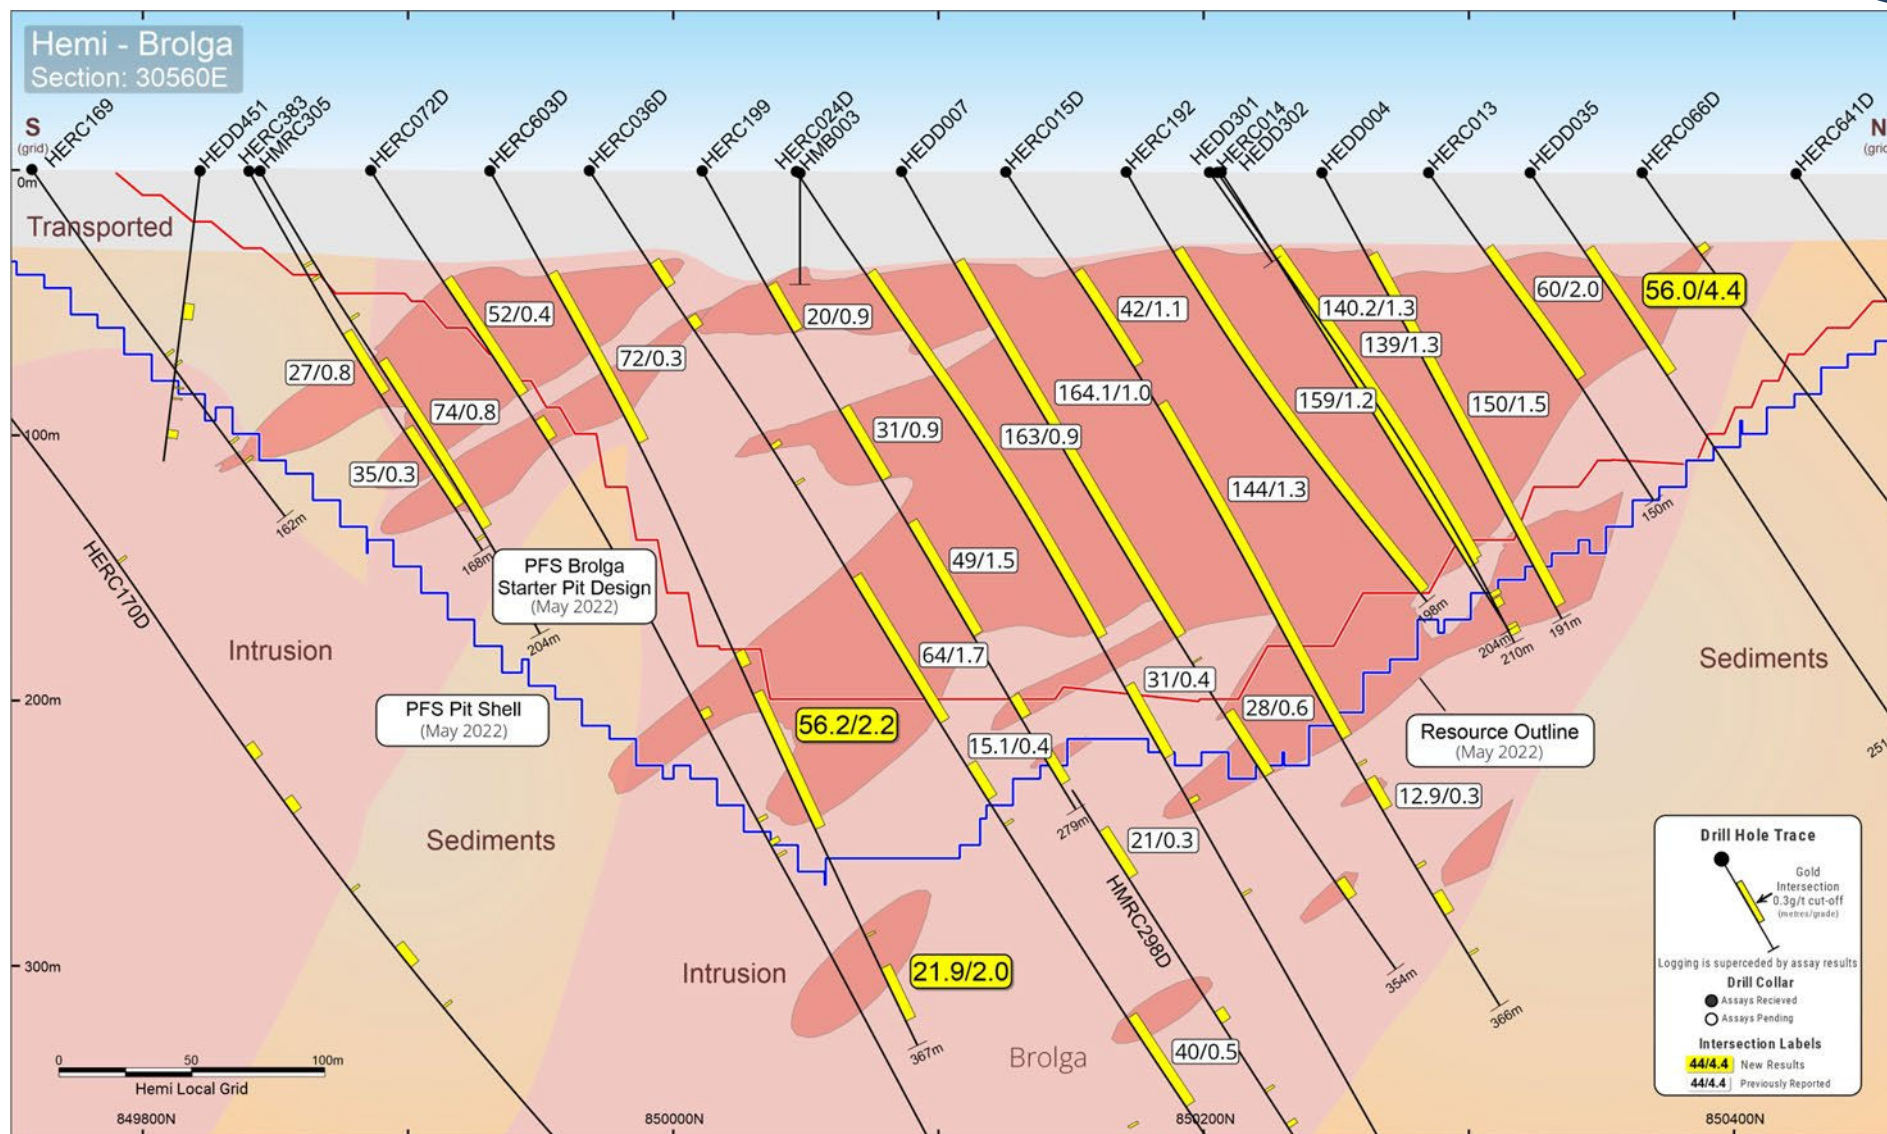 Hemi - Brolga
Section: 30560E
S
(grid)
HERC169
HEDD451
HERC383
HMRC305
HERC072D
HERC603D
HERC036D
HERC199
HERC024D
HMB003
HEDD007
HERC015D
HERC192
HEDD301
HERC014
HEDD302
HEDD004
HERC013
HEDD035
HERC066D
HERC641D
N
(grid
0m
Transported
52/0.4
20/0.9
42/1.1
140.2/1.3
60/2.0
56.0/4.4
27/0.8
72/0.3
139/1.3
74/0.8
31/0.9
164.1/1.0
163/0.9
159/1.2
150/1.5
100m
35/0.3
144/1.3
162m
168m
150m
HERC170D
PFS Brolga
Starter Pit Design
(May 2022)
49/1.5
198m
204m
204m
210m
191m
Intrusion
64/1.7
31/0.4
Sediments
200m
PFS Pit Shell
(May 2022)
56.2/2.2
15.1/0.4
28/0.6
Resource Outline
(May 2022)
251
12.9/0.3
279m
21/0.3
Sediments
HMRC298D
Intrusion
21.9/2.0
300m
354m
366m
367m
Brolga
40/0.5
Drill Hole Trace
Gold
Intersection
0.3g/t cut-off
(metres/grade)
Logging is superceded by assay results
Drill Collar
Assays Recieved
Assays Pending
Intersection Labels
44/4.4 New Results
44/4.4 Previously Reported
0 50 100m
Hemi Local Grid
849800N
850000N
850200N
850400N